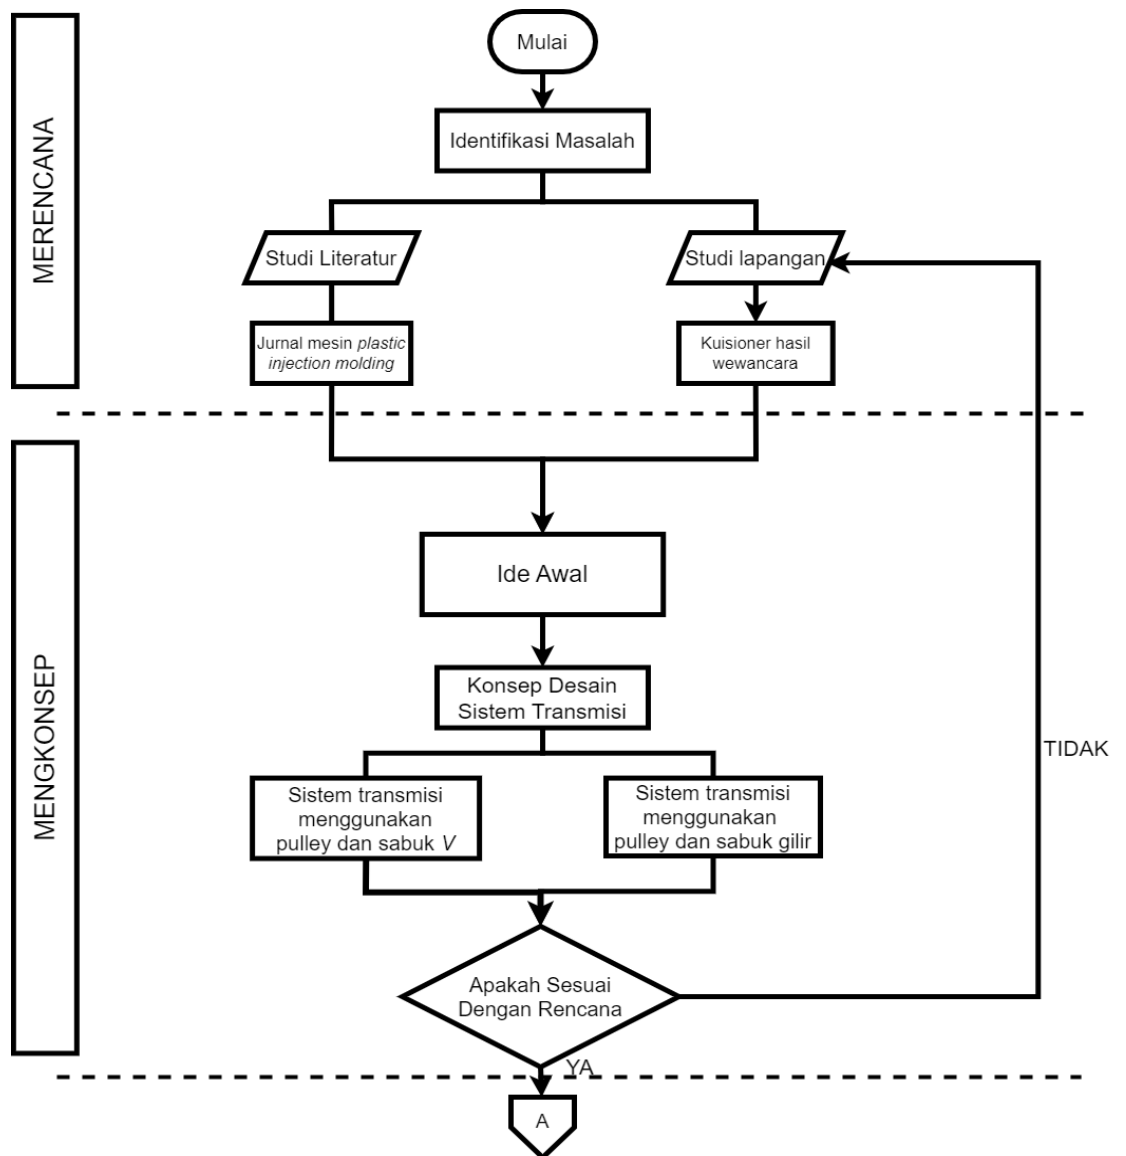 Mulai
MERENCANA
Identifikasi Masalah
Studi Literatur
Studi lapangan
Jurnal mesin plastic
injection molding
Kuisioner hasil
wewancara
MENGKONSEP
Ide Awal
Konsep Desain
Sistem Transmisi
TIDAK
Sistem transmisi
menggunakan
pulley dan sabuk V
Sistem transmisi
menggunakan
pulley dan sabuk gilir
Apakah Sesuai
Dengan Rencana
YA
A